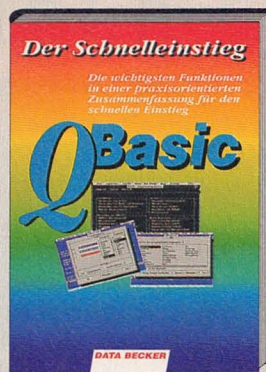 Der Schnelleinstieg
Die wichtigsten Funktionen
in einer praxisorientierten
Zusammenfassung für den
schnellen Einstieg
QBasic
DATA BECKER